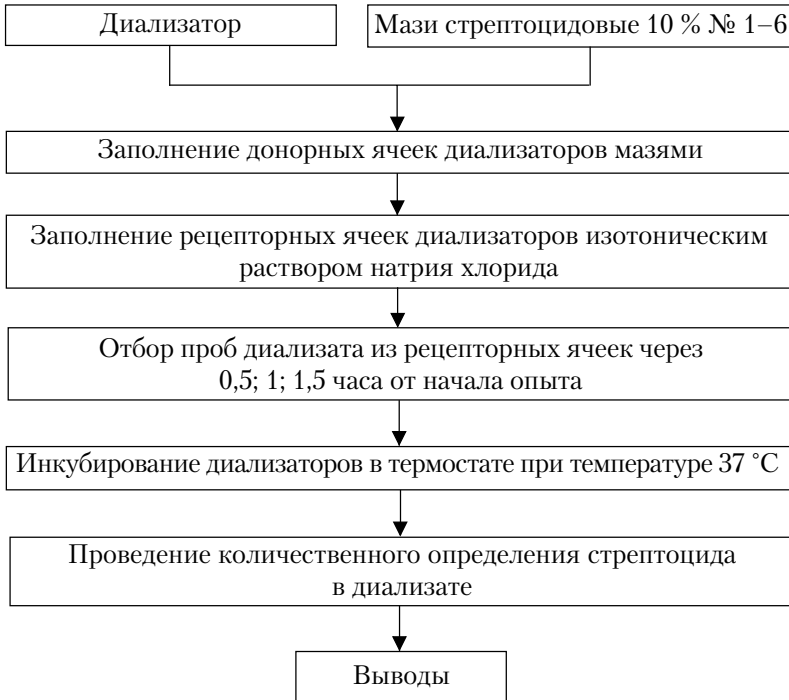 Диализатор
Мази стрептоцидовые 10 % № 1–6
Заполнение донорных ячеек диализаторов мазями
Заполнение рецепторных ячеек диализаторов изотоническим
раствором натрия хлорида
Отбор проб диализата из рецепторных ячеек через
0,5; 1; 1,5 часа от начала опыта
Инкубирование диализаторов в термостате при температуре 37 °С
Проведение количественного определения стрептоцида
в диализате
Выводы